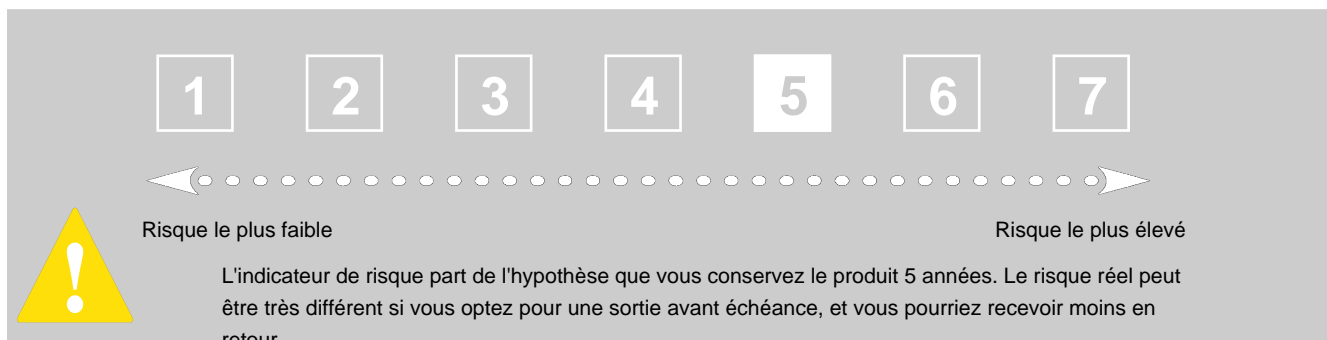 1 2 3 4 5 6 7
Risque le plus faible Risque le plus élevé
L'indicateur de risque part de l'hypothèse que vous conservez le produit 5 années. Le risque réel peut
être très différent si vous optez pour une sortie avant échéance, et vous pourriez recevoir moins en
retour